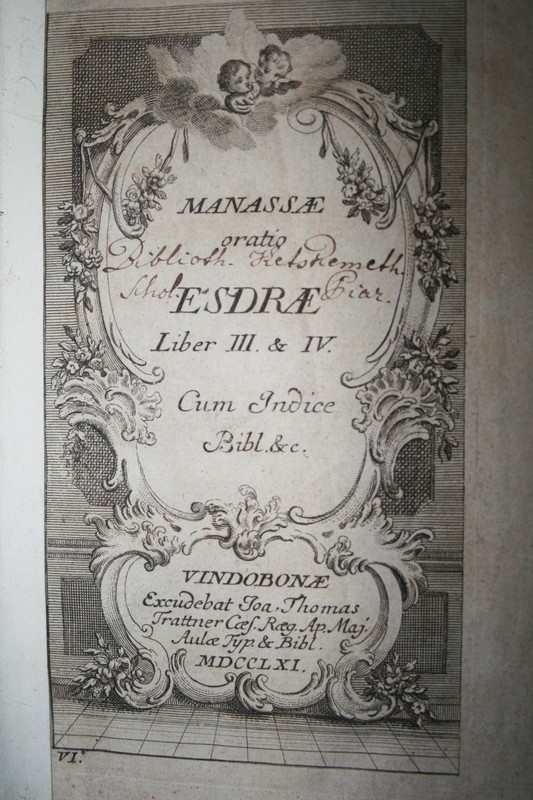 MANASSÆ
oratio
Biblioth. Ketskemeth.
Schol. Piar.
ESDRÆ
Liber III. & IV.
Cum Indice
Bibl. &c.
VINDOBONÆ
Excudebat Joa. Thomas
Trattner Cæs. Ræg. Ap. Maj.
Aulæ Typ. & Bibl.
MDCCLXI.
VI.